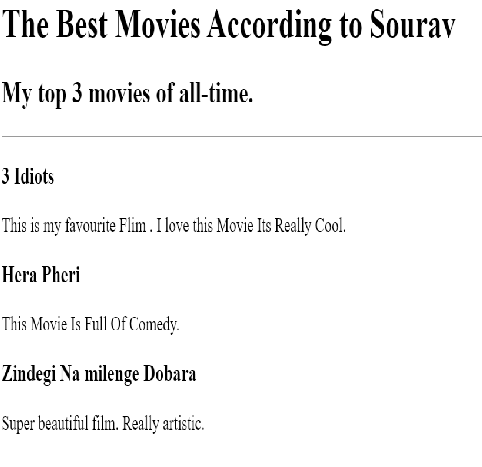 The Best Movies According to Sourav
My top 3 movies of all-time.
3 Idiots
This is my favourite Flim . I love this Movie Its Really Cool.
Hera Pheri
This Movie Is Full Of Comedy.
Zindegi Na milenge Dobara
Super beautiful film. Really artistic.